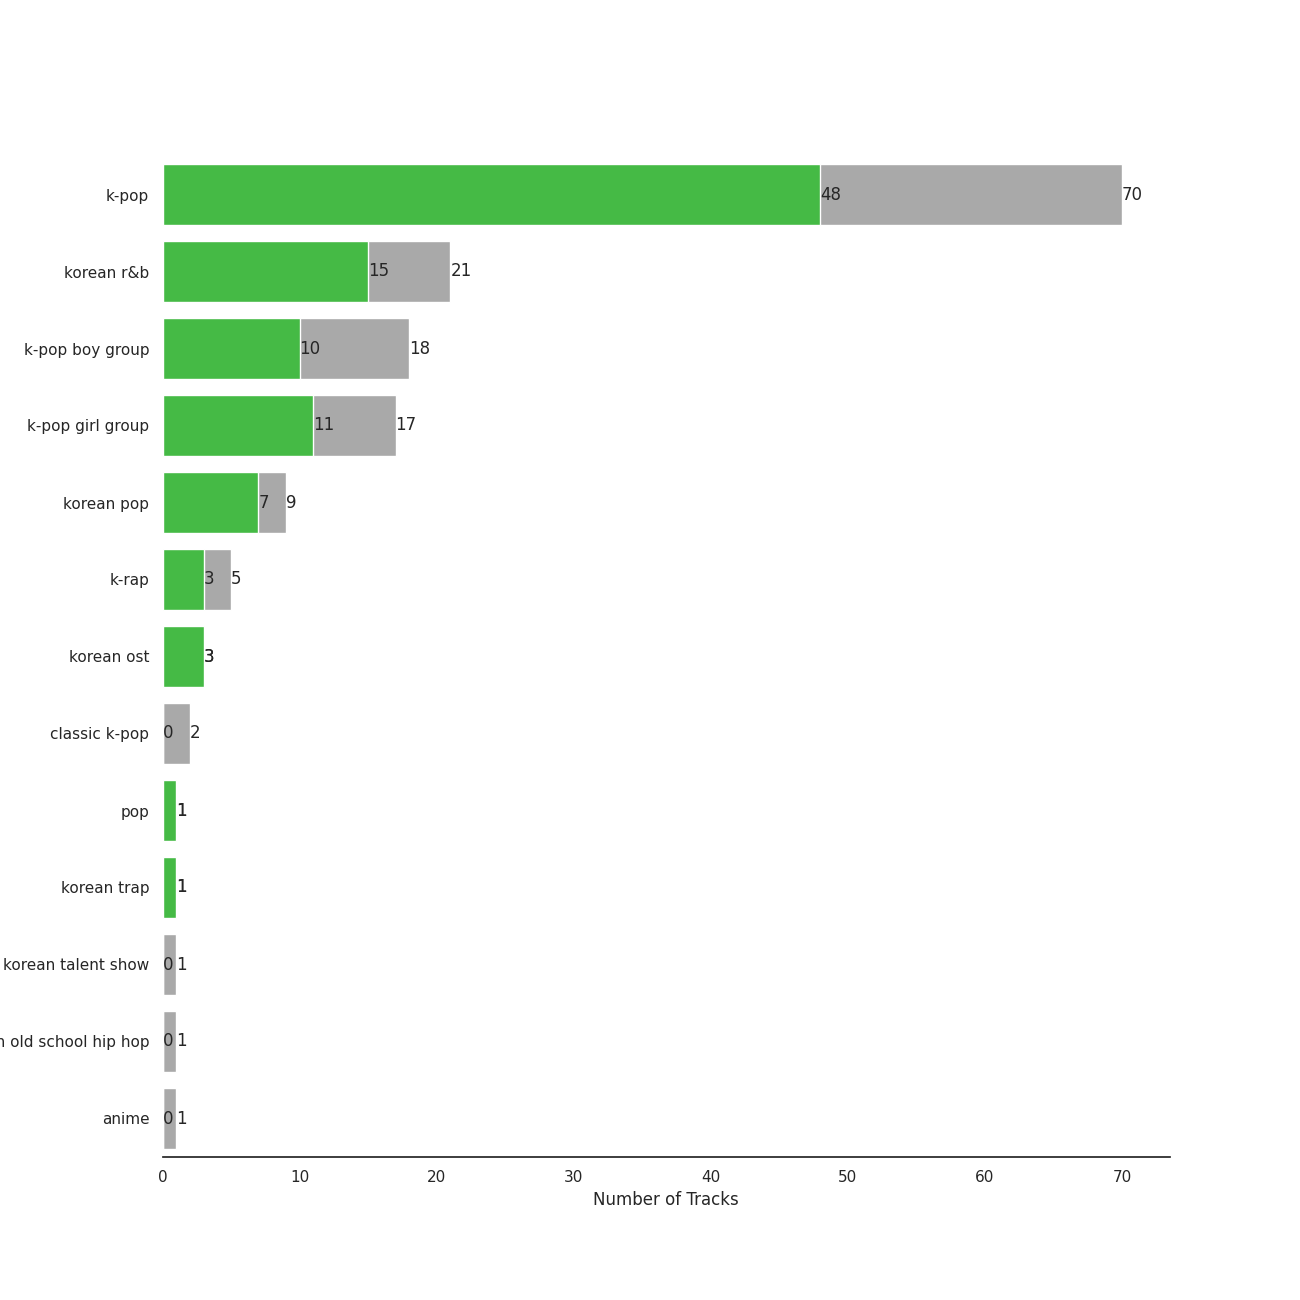 k-pop 48 70
korean r&b 15 21
k-pop boy group 10 18
k-pop girl group 11 17
korean pop 7 9
k-rap 3 5
korean ost 3
classic k-pop 0 2
pop 1
korean trap 1
korean talent show 0 1
old school hip hop 0 1
anime 0 1
0 10 20 30 40 50 60 70
Number of Tracks